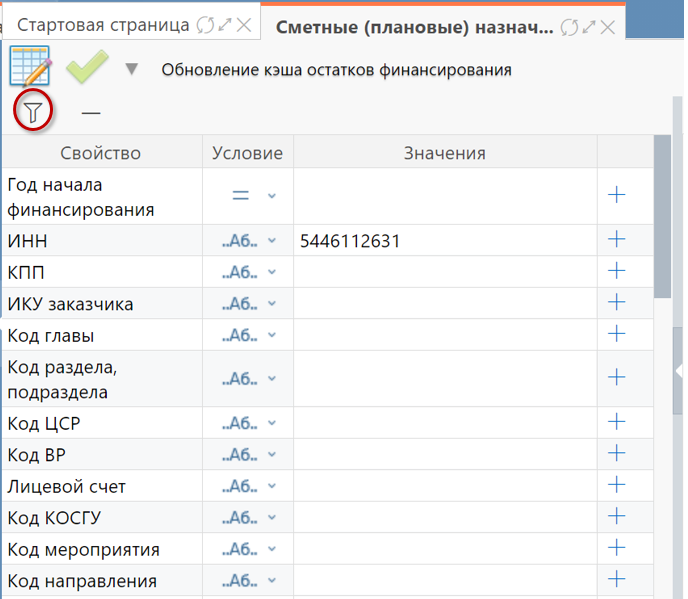 Стартовая страница
Сметные (плановые) назнач...
Обновление кэша остатков финансирования
Свойство Условие Значения
Год начала
финансирования =
ИНН ..Аб.. 5446112631
КПП ..Аб..
ИКУ заказчика ..Аб..
Код главы ..Аб..
Код раздела,
подраздела ..Аб..
Код ЦСР ..Аб..
Код ВР ..Аб..
Лицевой счет ..Аб..
Код КОСГУ ..Аб..
Код мероприятия ..Аб..
Код направления ..Аб..